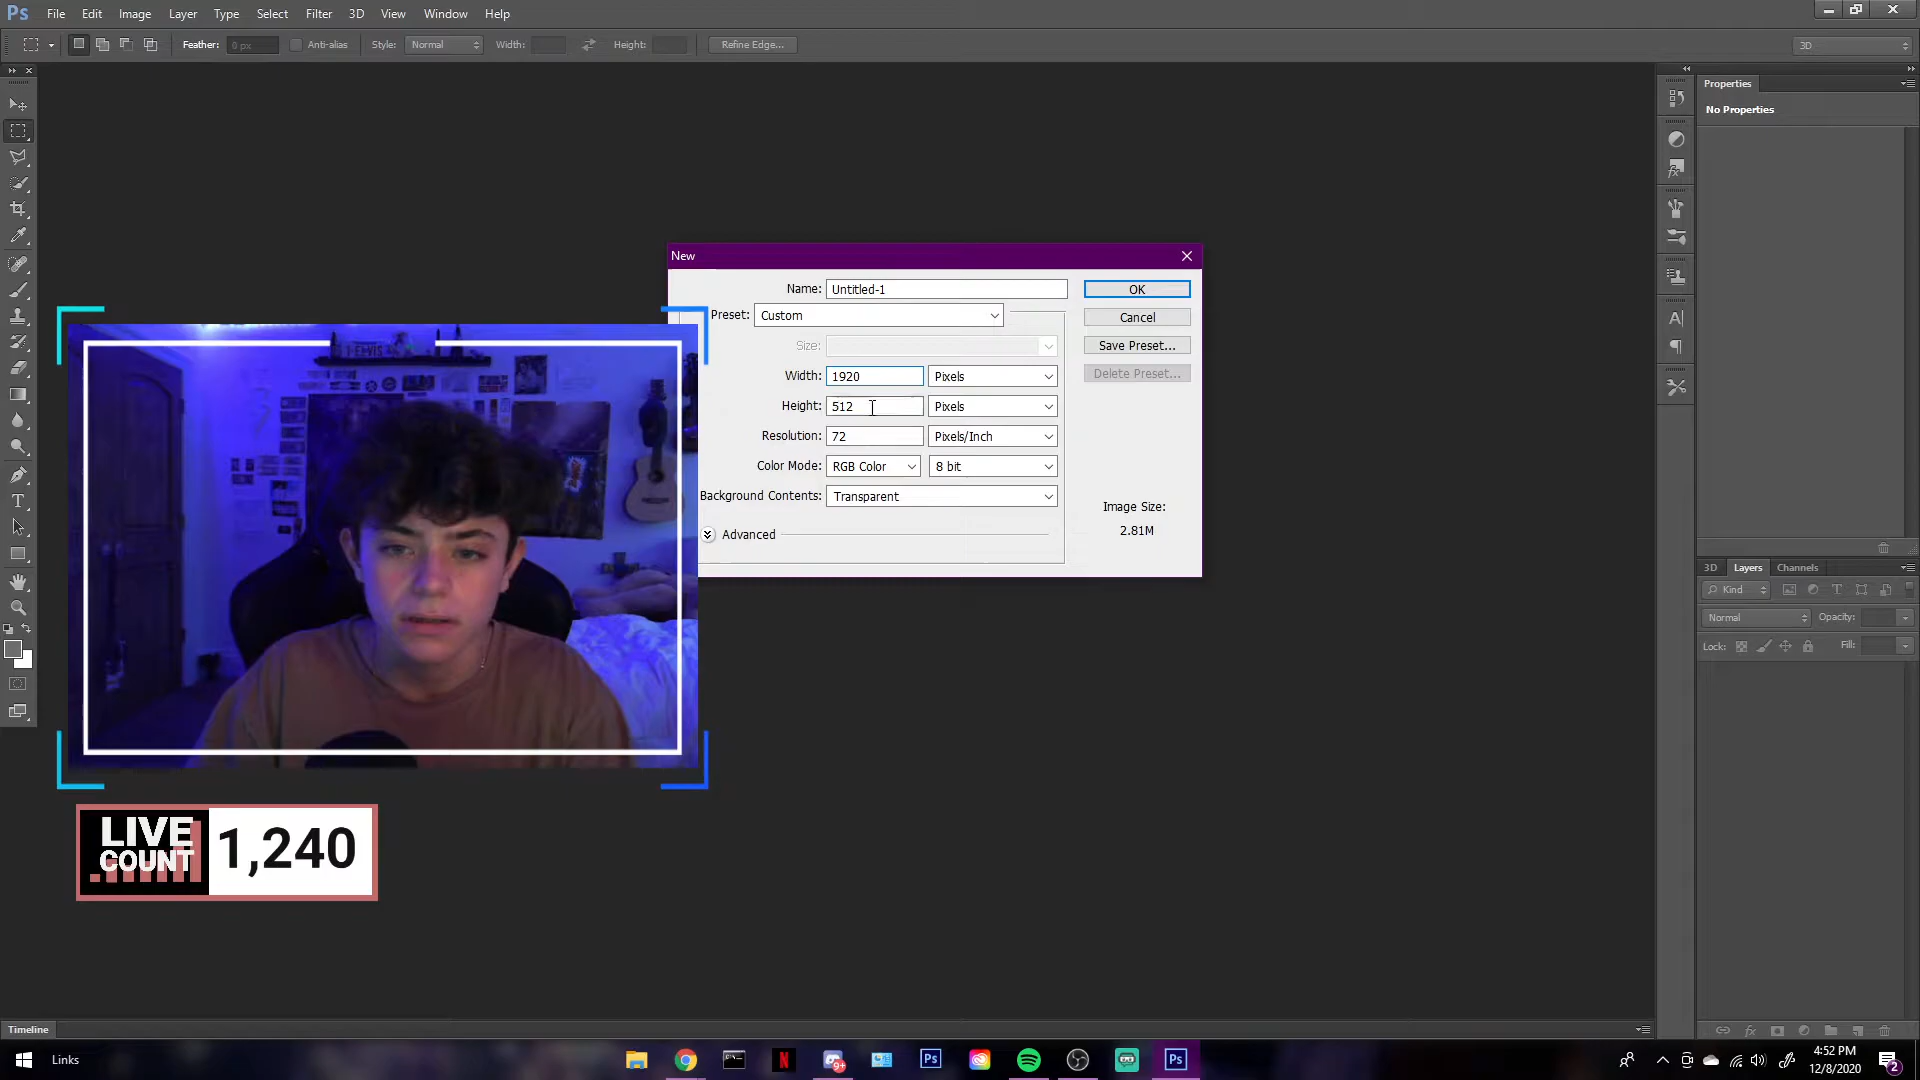 Ps File Edit Image Layer Type Select Filter 3D View Window Help
Feather: 0 px Anti-alias Style: Normal Width: Height: Refine Edge... 3D
Properties
No Properties
New
Name: Untitled-1 OK
Preset: Custom Cancel
Size: Save Preset...
Width: 1920 Pixels Delete Preset...
Height: 512 Pixels
Resolution: 72 Pixels/Inch
Color Mode: RGB Color 8 bit
Background Contents: Transparent
Image Size:
2.81M
Advanced
3D Layers Channels
Kind
Normal Opacity:
Lock: Fill:
LIVE
COUNT
1,240
Timeline
Links
9+
4:52 PM
12/8/2020
2